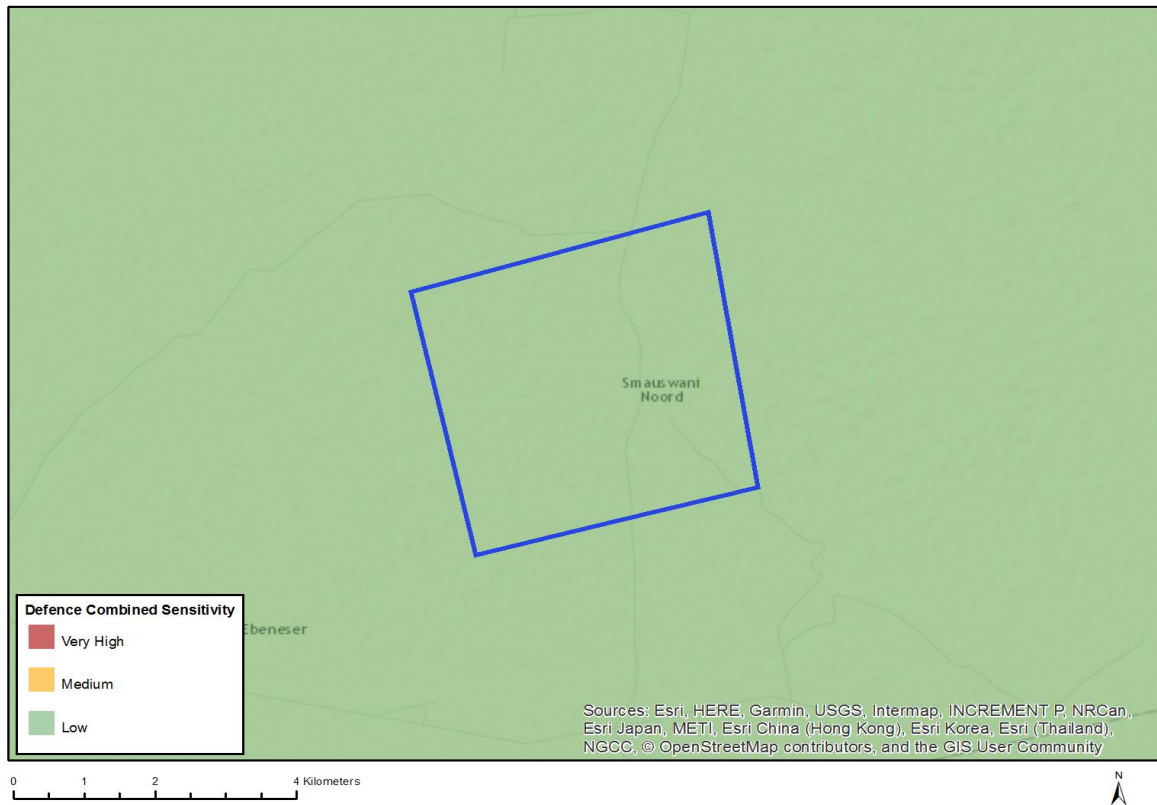 Smauswani
Noord
Ebeneser
Defence Combined Sensitivity
Very High
Medium
Low
Sources: Esri, HERE, Garmin, USGS, Intermap, INCREMENT P, NRCan,
Esri Japan, METI, Esri China (Hong Kong), Esri Korea, Esri (Thailand),
NGCC, © OpenStreetMap contributors, and the GIS User Community
0 1 2 4 Kilometers
N